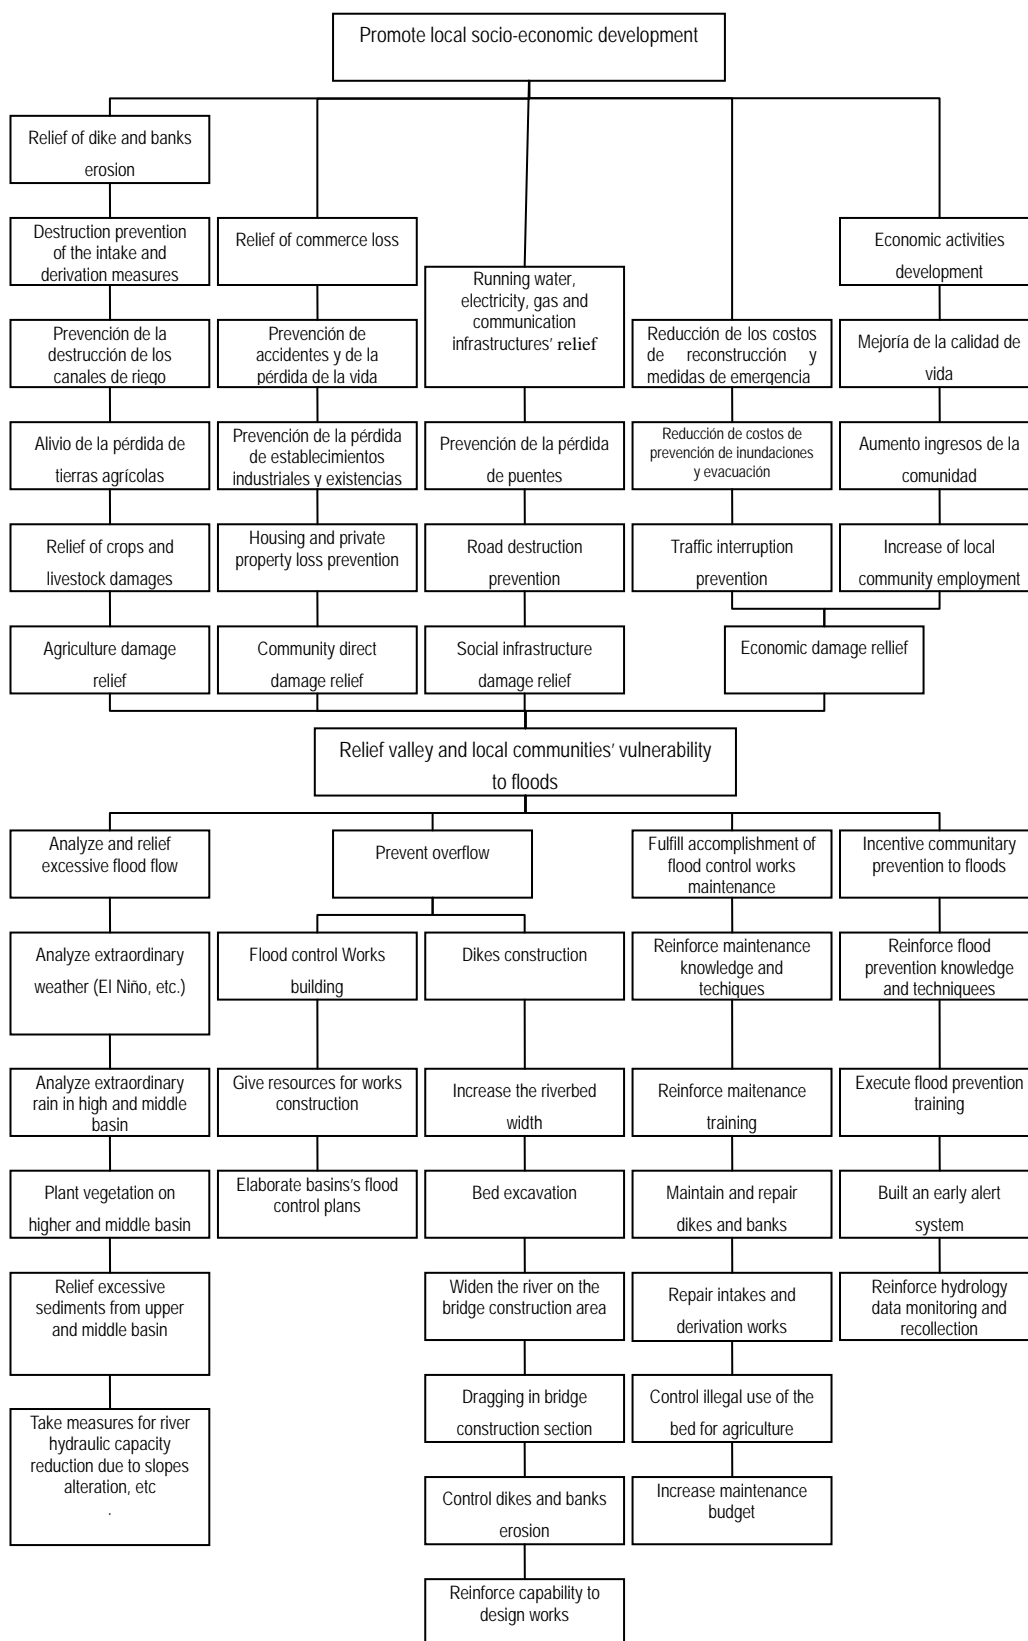 Promote local socio-economic development
Relief of dike and banks
erosion
Destruction prevention
of the intake and
derivation measures
Relief of commerce loss
Economic activities
development
Running water,
electricity, gas and
communication
infrastructures' relief
Prevención de la
destrucción de los
canales de riego
Prevención de
accidentes y de la
pérdida de la vida
Reducción de los costos
de reconstrucción y
medidas de emergencia
Mejoría de la calidad de
vida
Alivio de la pérdida de
tierras agrícolas
Prevención de la pérdida
de establecimientos
industriales y existencias
Prevención de la pérdida
de puentes
Reducción de costos de
prevención de inundaciones
y evacuación
Aumento ingresos de la
comunidad
Relief of crops and
livestock damages
Housing and private
property loss prevention
Road destruction
prevention
Traffic interruption
prevention
Increase of local
community employment
Agriculture damage
relief
Community direct
damage relief
Social infrastructure
damage relief
Economic damage rellief
Relief valley and local communities' vulnerability
to floods
Analyze and relief
excessive flood flow
Prevent overflow
Fulfill accomplishment of
flood control works
maintenance
Incentive communitary
prevention to floods
Analyze extraordinary
weather (El Niño, etc.)
Flood control Works
building
Dikes construction
Reinforce maintenance
knowledge and
techiques
Reinforce flood
prevention knowledge
and techniquees
Analyze extraordinary
rain in high and middle
basin
Give resources for works
construction
Increase the riverbed
width
Reinforce maitenance
training
Execute flood prevention
training
Plant vegetation on
higher and middle basin
Elaborate basins's flood
control plans
Bed excavation
Maintain and repair
dikes and banks
Built an early alert
system
Relief excessive
sediments from upper
and middle basin
Widen the river on the
bridge construction area
Repair intakes and
derivation works
Reinforce hydrology
data monitoring and
recollection
Take measures for river
hydraulic capacity
reduction due to slopes
alteration, etc
.
Dragging in bridge
construction section
Control illegal use of the
bed for agriculture
Control dikes and banks
erosion
Increase maintenance
budget
Reinforce capability to
design works